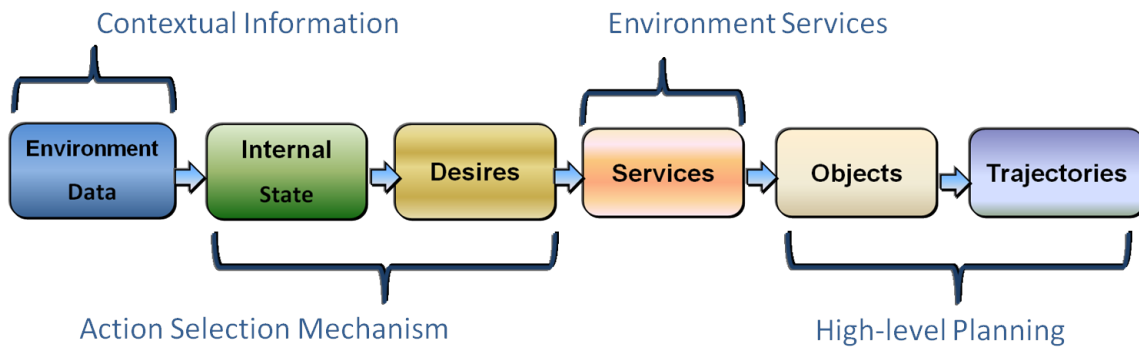 Contextual Information
Environment Services
Environment
Data
Internal
State
Desires
Services
Objects
Trajectories
Action Selection Mechanism
High-level Planning